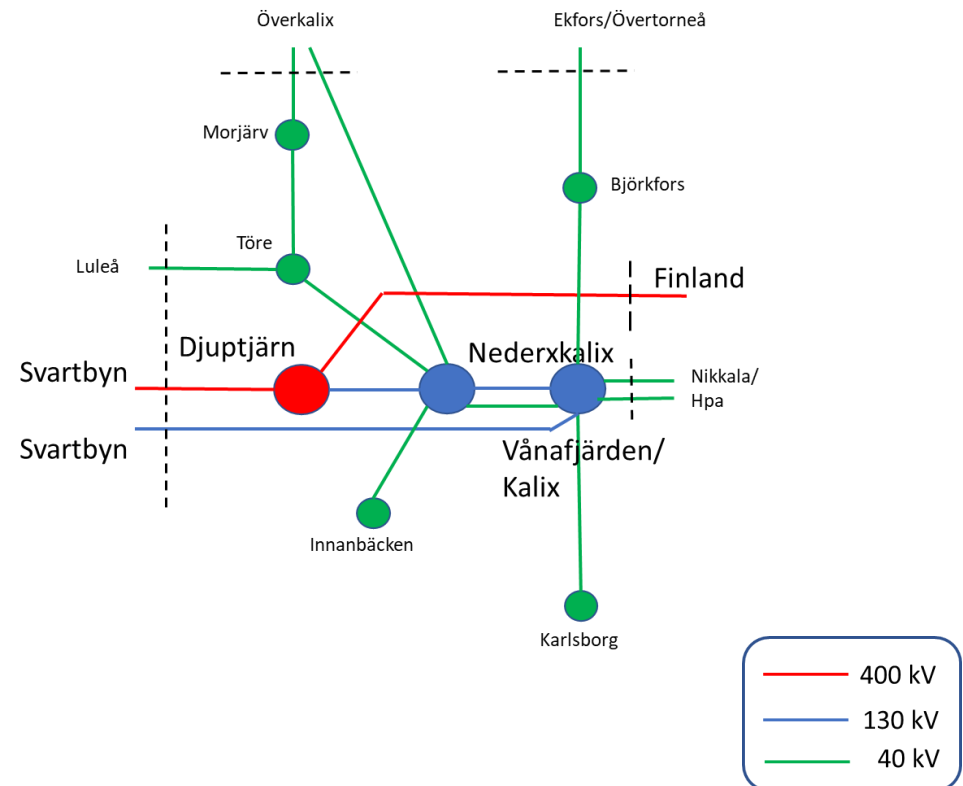 Överkalix
Ekfors/Övertorneå
Morjärv
Björkfors
Töre
Luleå
Finland
Djuptjärn
Nederxkalix
Svartbyn
Nikkala/
Hpa
Svartbyn
Vånafjärden/
Kalix
Innanbäcken
Karlsborg
400 kV
130 kV
40 kV